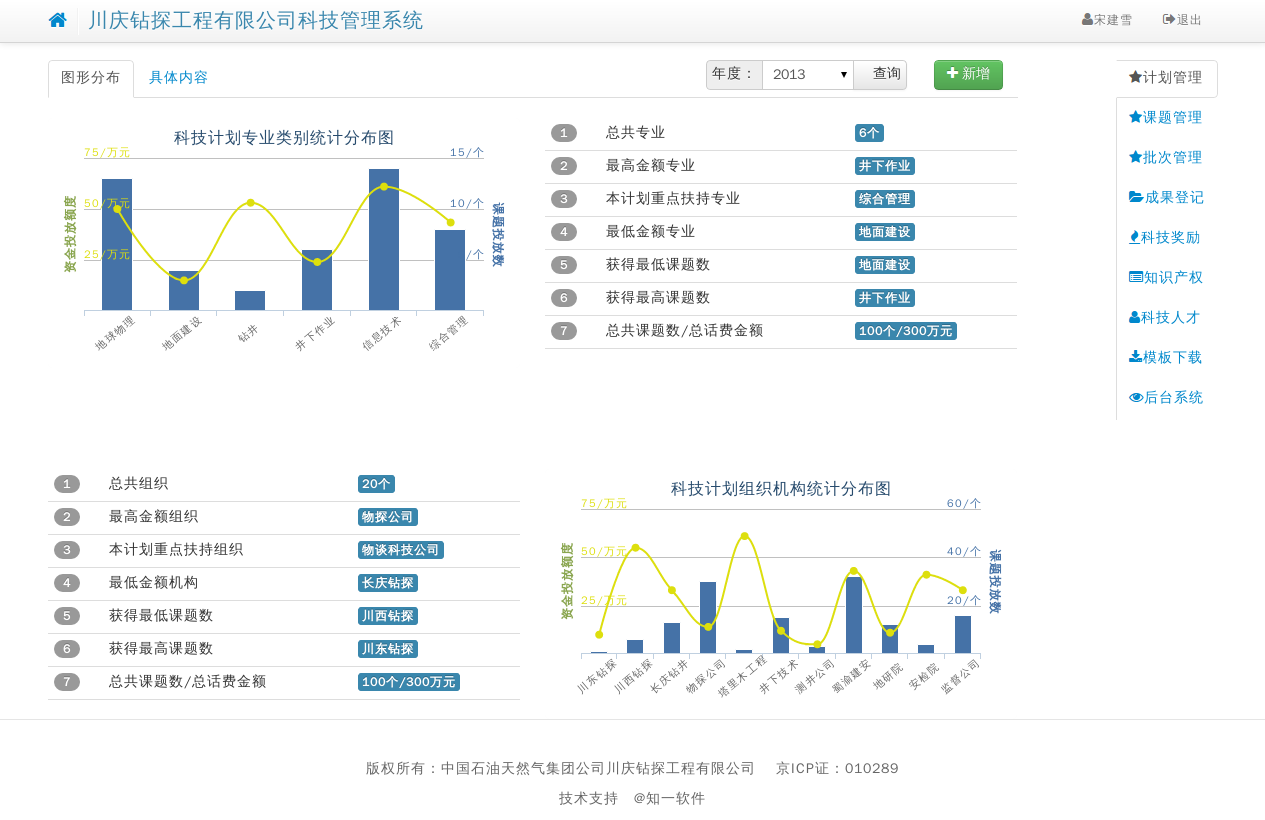 川庆钻探工程有限公司科技管理系统
宋建雪 退出
图形分布 具体内容
年度： 2013 查询
新增
计划管理
课题管理
批次管理
成果登记
科技奖励
知识产权
科技人才
模板下载
后台系统
科技计划专业类别统计分布图
75/万元 15/个
50/万元 10/个
25/万元 /个
资金投放额度
课题投放数
地球物理 地面建设 钻井 井下作业 信息技术 综合管理
1 总共专业 6个
2 最高金额专业 井下作业
3 本计划重点扶持专业 综合管理
4 最低金额专业 地面建设
5 获得最低课题数 地面建设
6 获得最高课题数 井下作业
7 总共课题数/总话费金额 100个/300万元
1 总共组织 20个
2 最高金额组织 物探公司
3 本计划重点扶持组织 物谈科技公司
4 最低金额机构 长庆钻探
5 获得最低课题数 川西钻探
6 获得最高课题数 川东钻探
7 总共课题数/总话费金额 100个/300万元
科技计划组织机构统计分布图
75/万元 60/个
50/万元 40/个
25/万元 20/个
资金投放额度
课题投放数
川东钻探 川西钻探 长庆钻井 物探公司 塔里木工程 井下技术 测井公司 蜀渝建安 地研院 安检院 监督公司
版权所有：中国石油天然气集团公司川庆钻探工程有限公司 京ICP证：010289
技术支持 @知一软件